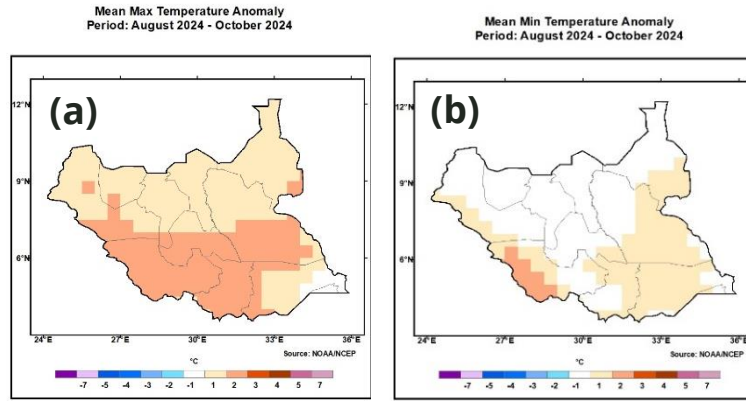 Mean Max Temperature Anomaly
Period: August 2024 - October 2024
(a)
12°N
9°N
6°N
24°E
27°E
30°E
33°E
36°E
Source: NOAA/NCEP
°C
-7 -5 -4 -3 -2 -1 1 2 3 4 5 7
Mean Min Temperature Anomaly
Period: August 2024 - October 2024
(b)
12°N
9°N
6°N
24°E
27°E
30°E
33°E
36°E
Source: NOAA/NCEP
°C
-7 -5 -4 -3 -2 -1 1 2 3 4 5 7